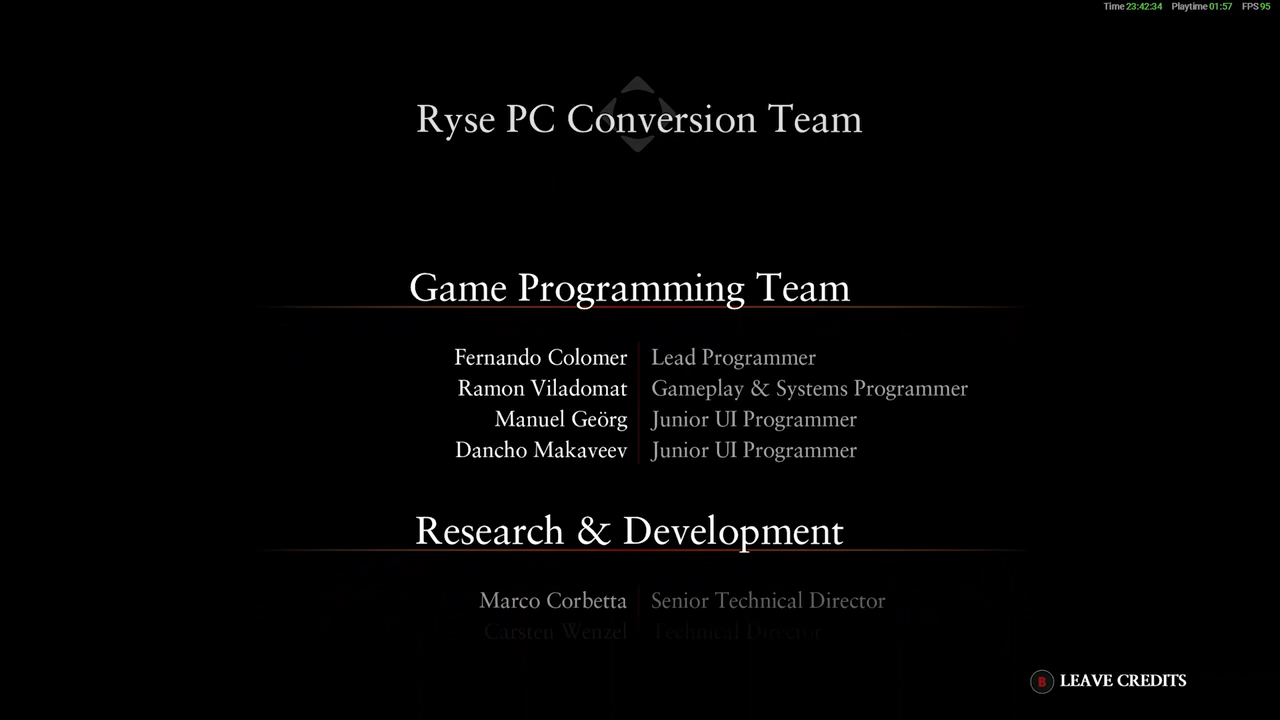 Time 23:42:34 Playtime 01:57 FPS 95
Ryse PC Conversion Team
Game Programming Team
Fernando Colomer Lead Programmer
Ramon Viladomat Gameplay & Systems Programmer
Manuel Geörg Junior UI Programmer
Dancho Makaveev Junior UI Programmer
Research & Development
Marco Corbetta Senior Technical Director
Carsten Wenzel Technical Director
B LEAVE CREDITS